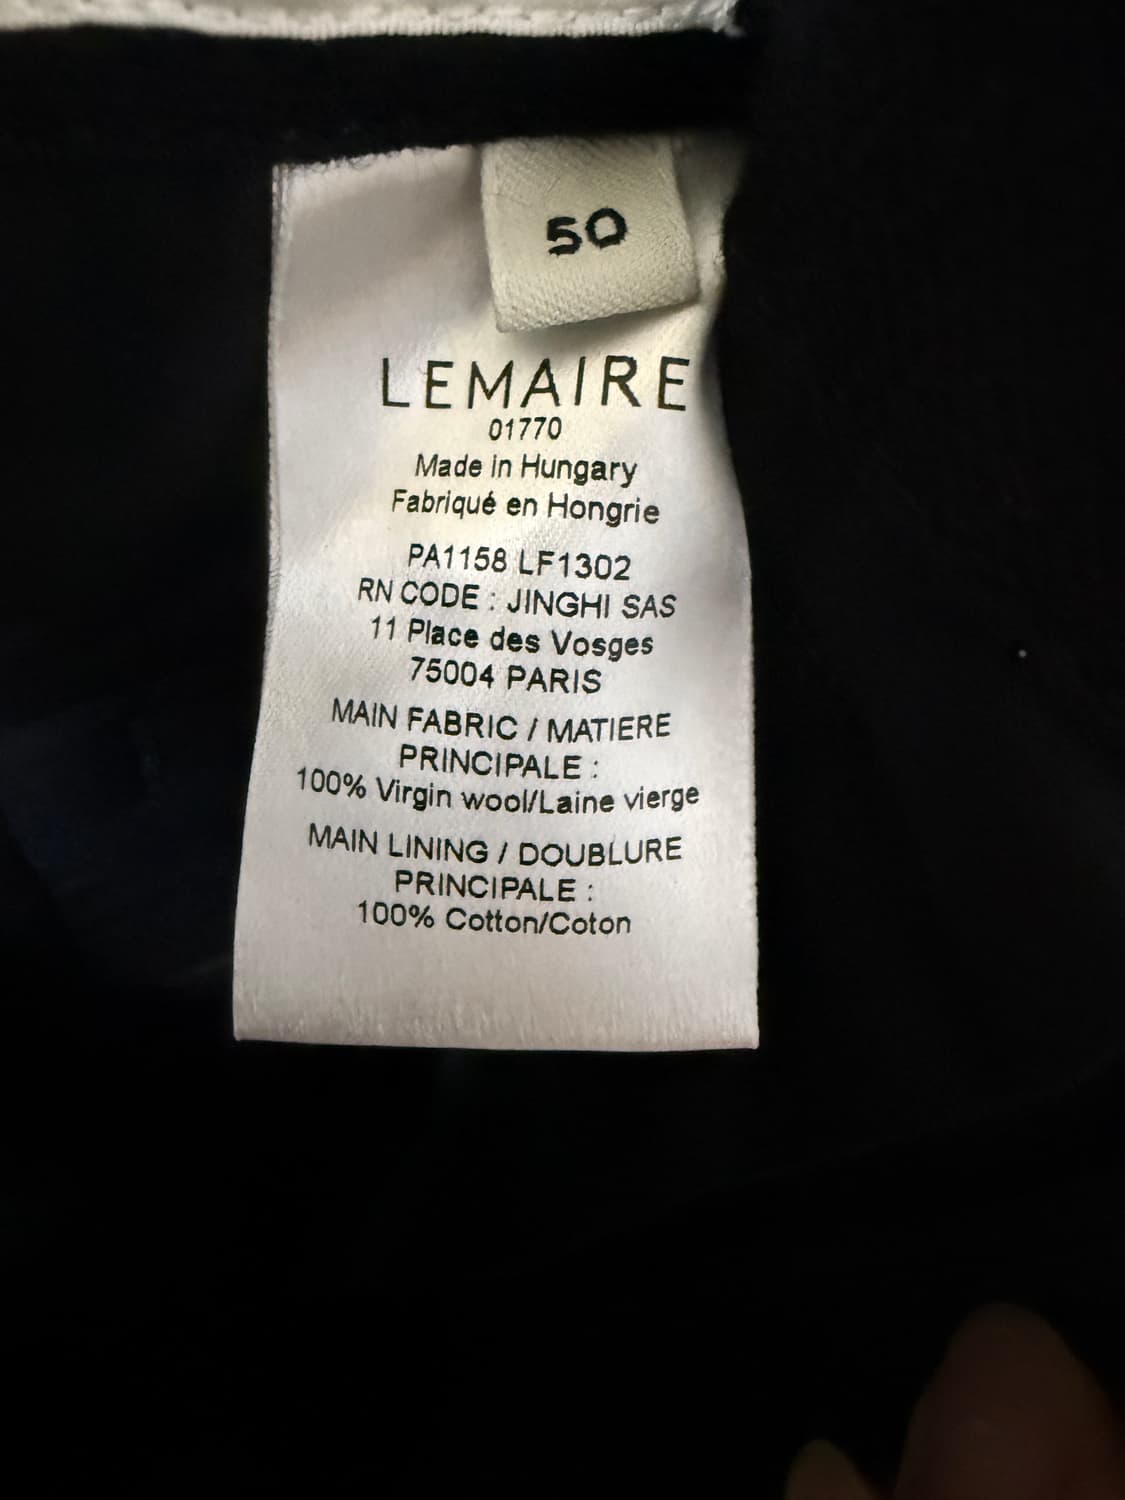 50
LEMAIRE
01770
Made in Hungary
Fabriqué en Hongrie
PA1158 LF1302
RN CODE : JINGHI SAS
11 Place des Vosges
75004 PARIS
MAIN FABRIC / MATIERE
PRINCIPALE :
100% Virgin wool/Laine vierge
MAIN LINING / DOUBLURE
PRINCIPALE :
100% Cotton/Coton